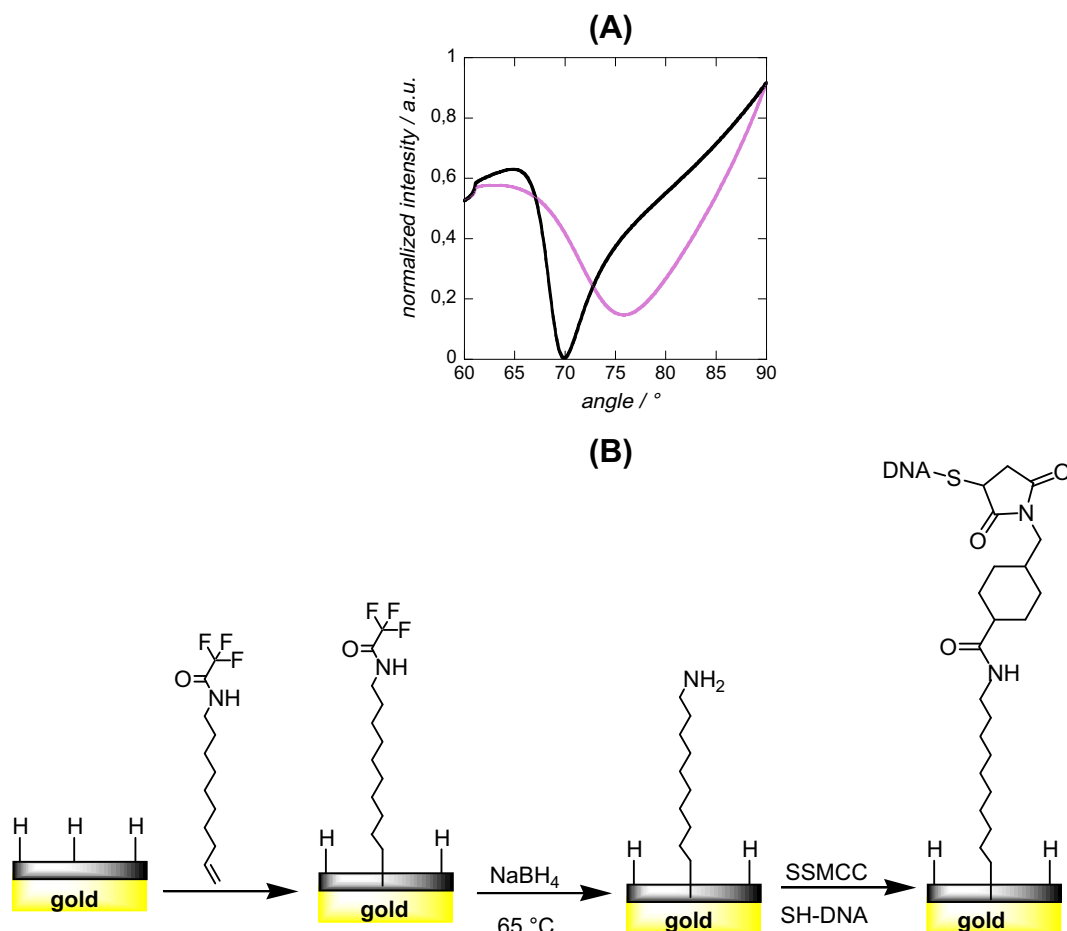 (A)
normalized intensity / a.u.
1
0,8
0,6
0,4
0,2
0
60 65 70 75 80 85 90
angle / °
(B)
DNA S O
N
O
F F
F
O
NH
F F
F
O
NH
NH2
O
NH
H H H
H H
H H
H H
gold
gold
NaBH4
65 °C
gold
SSMCC
SH-DNA
gold